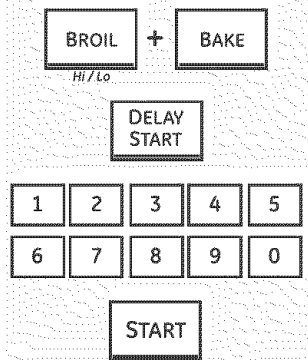 BROIL + BAKE
Hi / Lo
DELAY
START
1 2 3 4 5
6 7 8 9 0
START